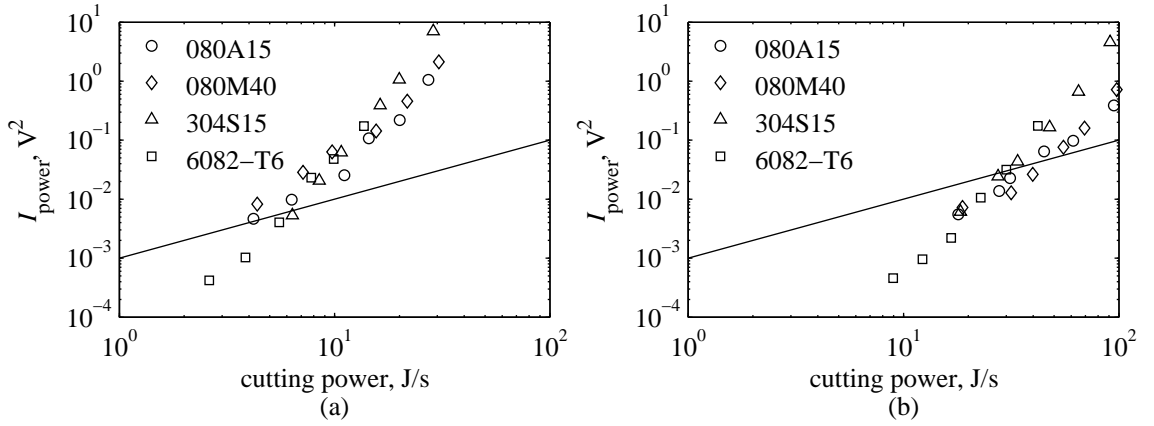 10^1
10^0
10^-1
10^-2
10^-3
10^-4
I_power, V^2
080A15
080M40
304S15
6082−T6
10^0
10^1
10^2
cutting power, J/s
(a)
10^1
10^0
10^-1
10^-2
10^-3
10^-4
I_power, V^2
080A15
080M40
304S15
6082−T6
10^0
10^1
10^2
cutting power, J/s
(b)